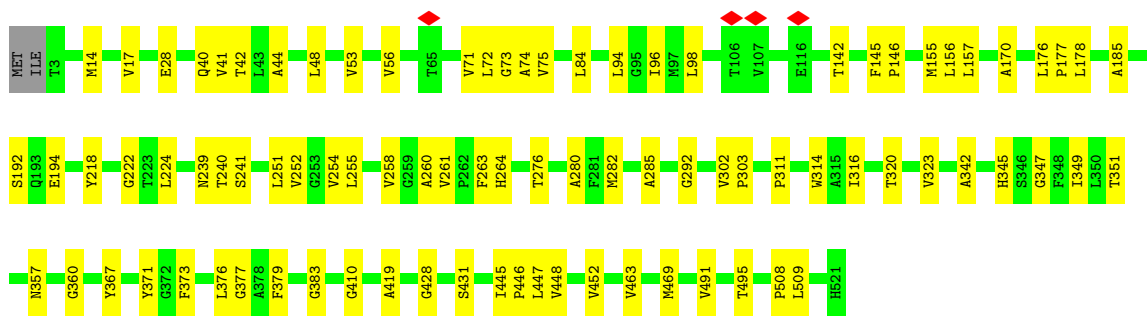 MET ILE T3 M14 V17 E28 Q40 V41 T42 L43 A44 L48 V53 V56 T65 V71 L72 G73 A74 V75 L84 L94 G95 I96 M97 L98 T106 V107 E116 T142 F145 P146 M155 L156 L157 A170 L176 P177 L178 A185
S192 Q193 E194 Y218 G222 T223 L224 N239 T240 S241 L251 V252 G253 V254 L255 V258 G259 A260 V261 P262 F263 H264 T276 A280 F281 M282 A285 G292 V302 P303 P311 W314 A315 I316 T320 V323 A342 H345 S346 G347 F348 I349 L350 T351
N357 G360 Y367 Y371 G372 F373 L376 G377 A378 F379 G383 G410 A419 G428 S431 I445 P446 L447 V448 V452 V463 M469 V491 T495 P508 L509 H521